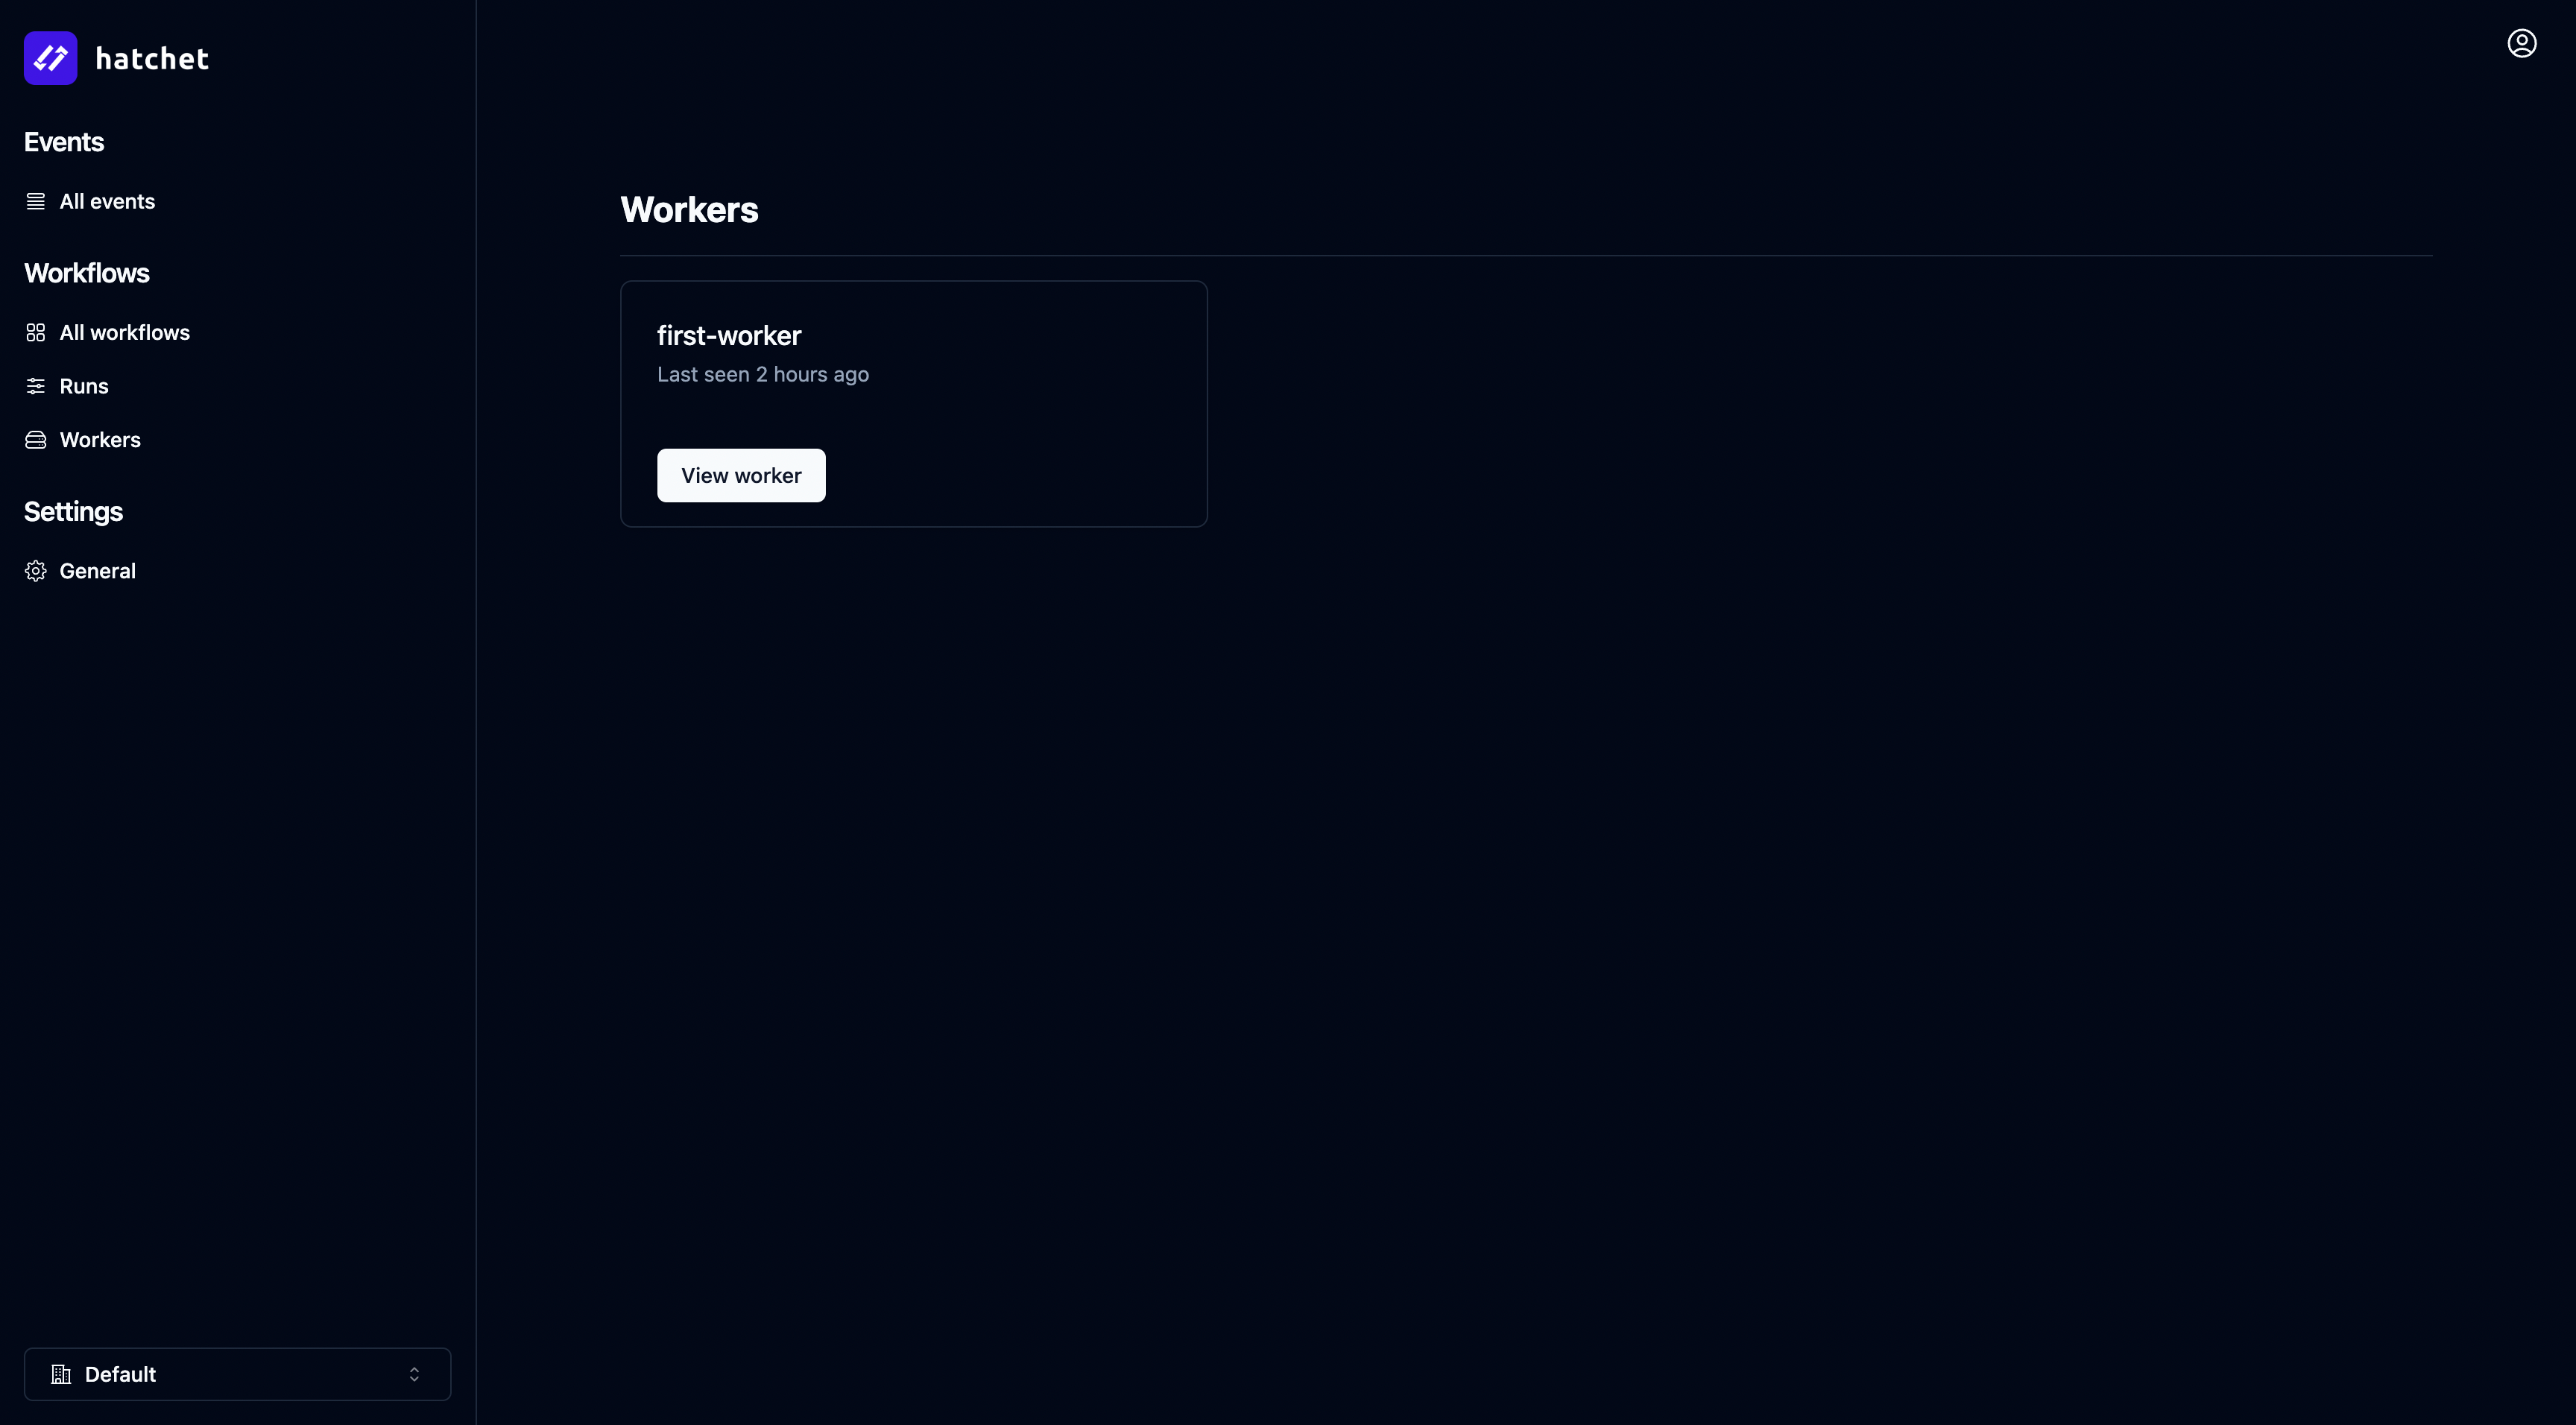 hatchet
Events
All events
Workflows
All workflows
Runs
Workers
Settings
General
Default
Workers
first-worker
Last seen 2 hours ago
View worker